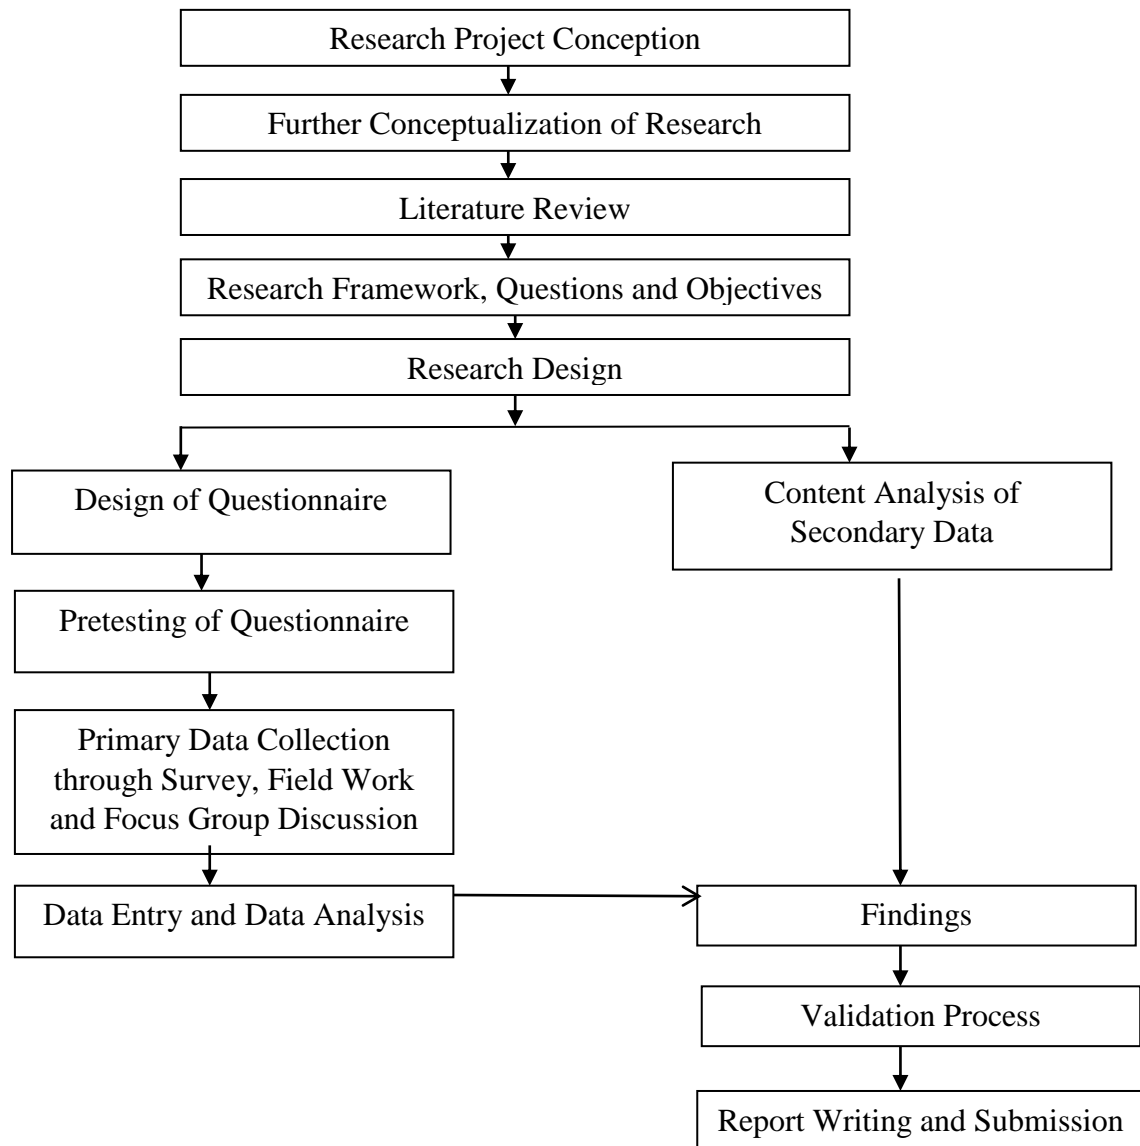 Research Project Conception
Further Conceptualization of Research
Literature Review
Research Framework, Questions and Objectives
Research Design
Design of Questionnaire
Content Analysis of
Secondary Data
Pretesting of Questionnaire
Primary Data Collection
through Survey, Field Work
and Focus Group Discussion
Data Entry and Data Analysis
Findings
Validation Process
Report Writing and Submission